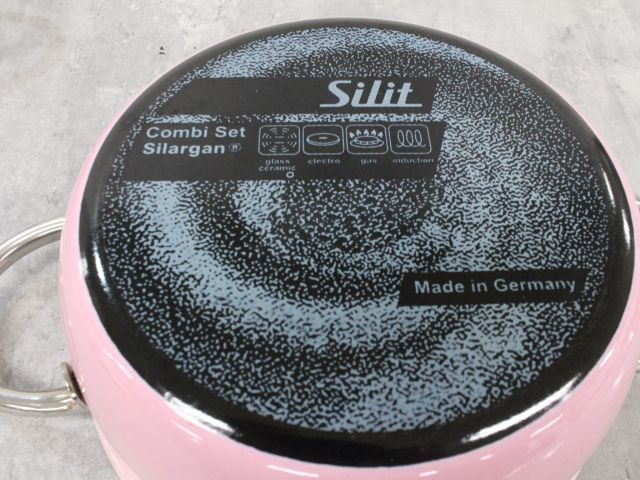 Silit
Combi Set
Silargan®
glass ceramic electro gas induction
Made in Germany